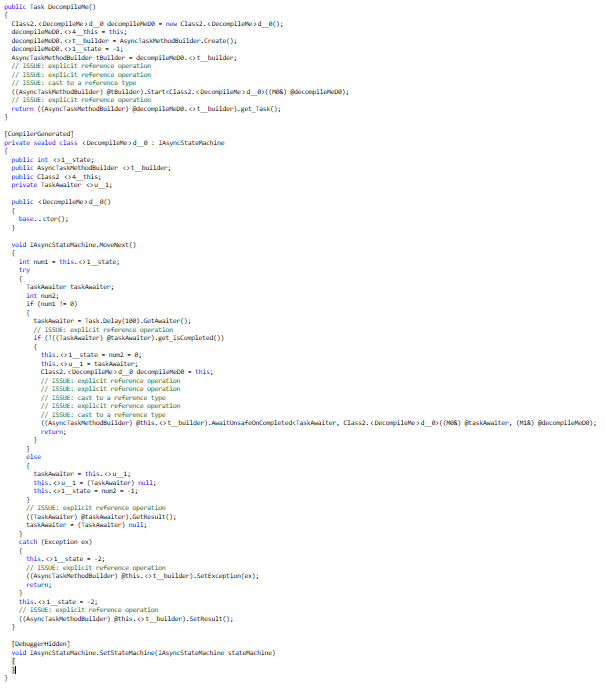 public Task DecompileMe()
{
Class2.<DecompileMe>d__0 decompileMeD0 = new Class2.<DecompileMe>d__0();
decompileMeD0.<>4__this = this;
decompileMeD0.<>t__builder = AsyncTaskMethodBuilder.Create();
decompileMeD0.<>1__state = -1;
AsyncTaskMethodBuilder tBuilder = decompileMeD0.<>t__builder;
// ISSUE: explicit reference operation
// ISSUE: explicit reference operation
// ISSUE: cast to a reference type
((AsyncTaskMethodBuilder) @tBuilder).Start<Class2.<DecompileMe>d__0>((M0&) @decompileMeD0);
// ISSUE: explicit reference operation
return ((AsyncTaskMethodBuilder) @decompileMeD0.<>t__builder).get_Task();
}
[CompilerGenerated]
private sealed class <DecompileMe>d__0 : IAsyncStateMachine
{
public int <>1__state;
public AsyncTaskMethodBuilder <>t__builder;
public Class2 <>4__this;
private TaskAwaiter <>u__1;
public <DecompileMe>d__0()
{
base..ctor();
}
void IAsyncStateMachine.MoveNext()
{
int num1 = this.<>1__state;
try
{
TaskAwaiter taskAwaiter;
int num2;
if (num1 != 0)
{
taskAwaiter = Task.Delay(100).GetAwaiter();
// ISSUE: explicit reference operation
if (!((TaskAwaiter) @taskAwaiter).get_IsCompleted())
{
this.<>1__state = num2 = 0;
this.<>u__1 = taskAwaiter;
Class2.<DecompileMe>d__0 decompileMeD0 = this;
// ISSUE: explicit reference operation
// ISSUE: explicit reference operation
// ISSUE: cast to a reference type
// ISSUE: explicit reference operation
// ISSUE: cast to a reference type
((AsyncTaskMethodBuilder) @this.<>t__builder).AwaitUnsafeOnCompleted<TaskAwaiter, Class2.<DecompileMe>d__0>((M0&) @taskAwaiter, (M1&) @decompileMeD0);
return;
}
}
else
{
taskAwaiter = this.<>u__1;
this.<>u__1 = (TaskAwaiter) null;
this.<>1__state = num2 = -1;
}
// ISSUE: explicit reference operation
((TaskAwaiter) @taskAwaiter).GetResult();
taskAwaiter = (TaskAwaiter) null;
}
catch (Exception ex)
{
this.<>1__state = -2;
// ISSUE: explicit reference operation
((AsyncTaskMethodBuilder) @this.<>t__builder).SetException(ex);
return;
}
this.<>1__state = -2;
// ISSUE: explicit reference operation
((AsyncTaskMethodBuilder) @this.<>t__builder).SetResult();
}
[DebuggerHidden]
void IAsyncStateMachine.SetStateMachine(IAsyncStateMachine stateMachine)
{
}
}